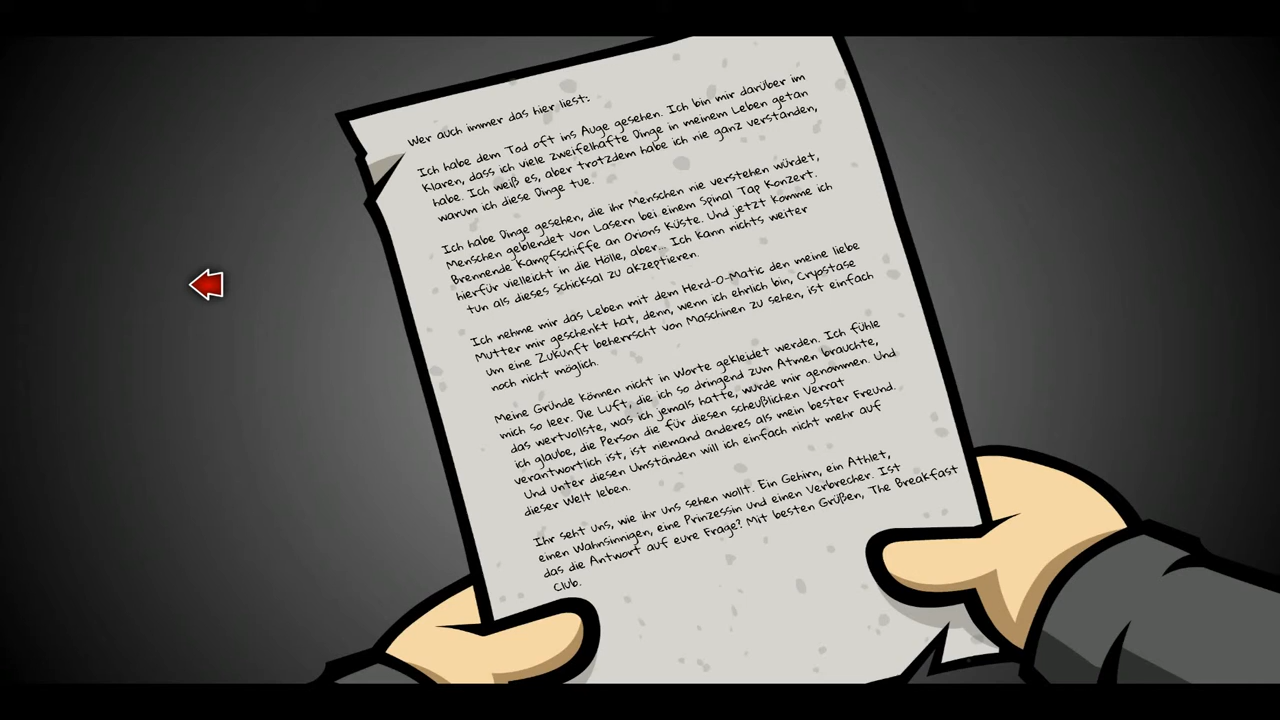 Wer auch immer das hier liest:
Ich habe dem Tod oft ins Auge gesehen. Ich bin mir darüber im
Klaren, dass ich viele zweifelhafte Dinge in meinem Leben getan
habe. Ich weiß es, aber trotzdem habe ich nie ganz verstanden,
warum ich diese Dinge tue.
Ich habe Dinge gesehen, die ihr Menschen nie verstehen würdet,
Menschen geblendet von Lasern bei einem Spinal Tap Konzert.
Brennende Kampfschiffe an Orions Küste. Und jetzt komme ich
hierfür vielleicht in die Hölle, aber... Ich kann nichts weiter
tun als dieses Schicksal zu akzeptieren.
Ich nehme mir das Leben mit dem Herd-O-Matic den meine liebe
Mutter mir geschenkt hat, denn, wenn ich ehrlich bin, Cryostase
um eine Zukunft beherrscht von Maschinen zu sehen, ist einfach
noch nicht möglich.
Meine Gründe können nicht in Worte gekleidet werden. Ich fühle
mich so leer. Die Luft, die ich so dringend zum Atmen brauchte,
das wertvollste, was ich jemals hatte, wurde mir genommen. Und
ich glaube, die Person die für diesen scheußlichen Verrat
verantwortlich ist, ist niemand anderes als mein bester Freund.
Und unter diesen Umständen will ich einfach nicht mehr auf
dieser Welt leben.
Ihr seht uns, wie ihr uns sehen wollt. Ein Gehirn, ein Athlet,
einen Wahnsinnigen, eine Prinzessin und einen Verbrecher. Ist
das die Antwort auf eure Frage? Mit besten Grüßen, The Breakfast
Club.